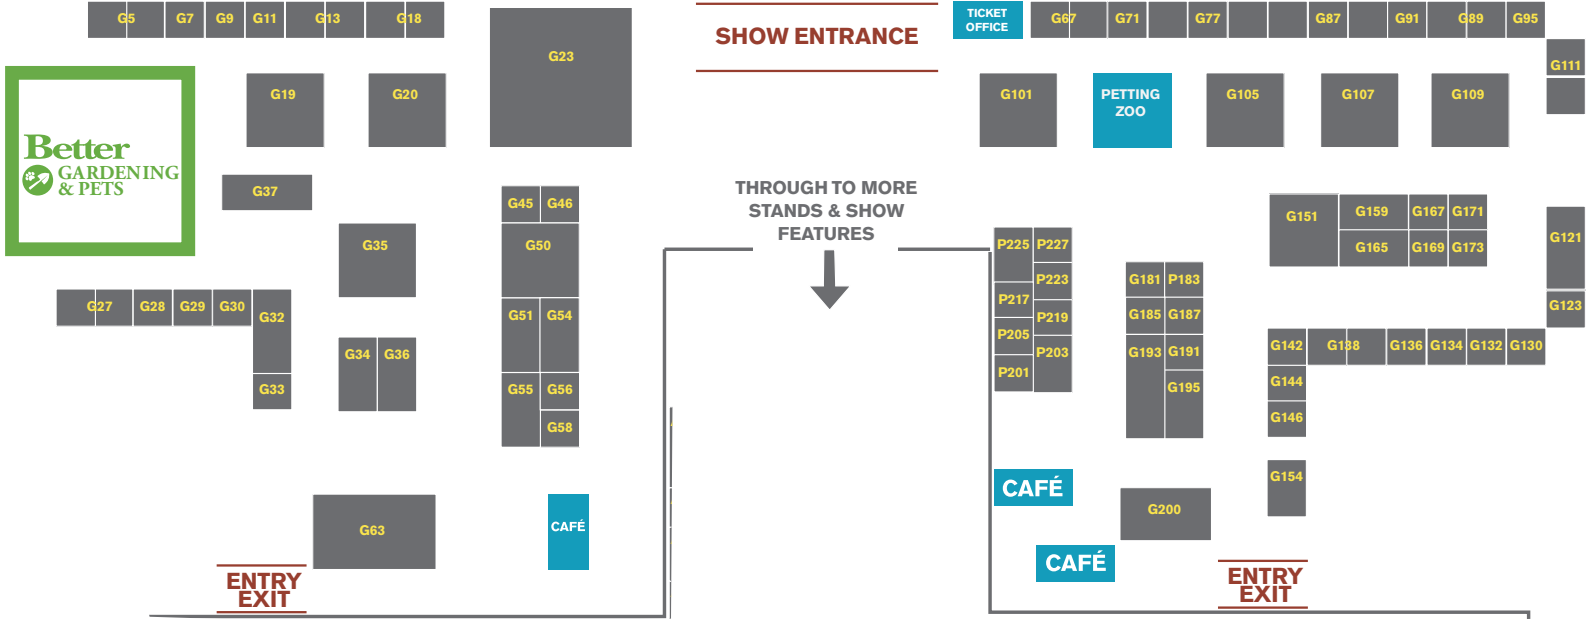 G5 G7 G9 G11 G13 G18
G23
SHOW ENTRANCE
TICKET
OFFICE
G67 G71 G77 G87 G91 G89 G95
G111
G19 G20
G101
PETTING
ZOO
G105 G107 G109
Better
GARDENING
& PETS
G37
G45 G46
G35
G50
THROUGH TO MORE
STANDS & SHOW
FEATURES
G27 G28 G29 G30
G32
G33
G34 G36
G51 G54
G55 G56
G58
G63
CAFÉ
ENTRY
EXIT
P225 P227
P223
P217
P219
P205
P203
P201
G181 P183
G185 G187
G193 G191
G195
G151 G159 G167 G171
G165 G169 G173
G121
G123
G142 G138 G136 G134 G132 G130
G144
G146
G154
CAFÉ
G200
CAFÉ
ENTRY
EXIT